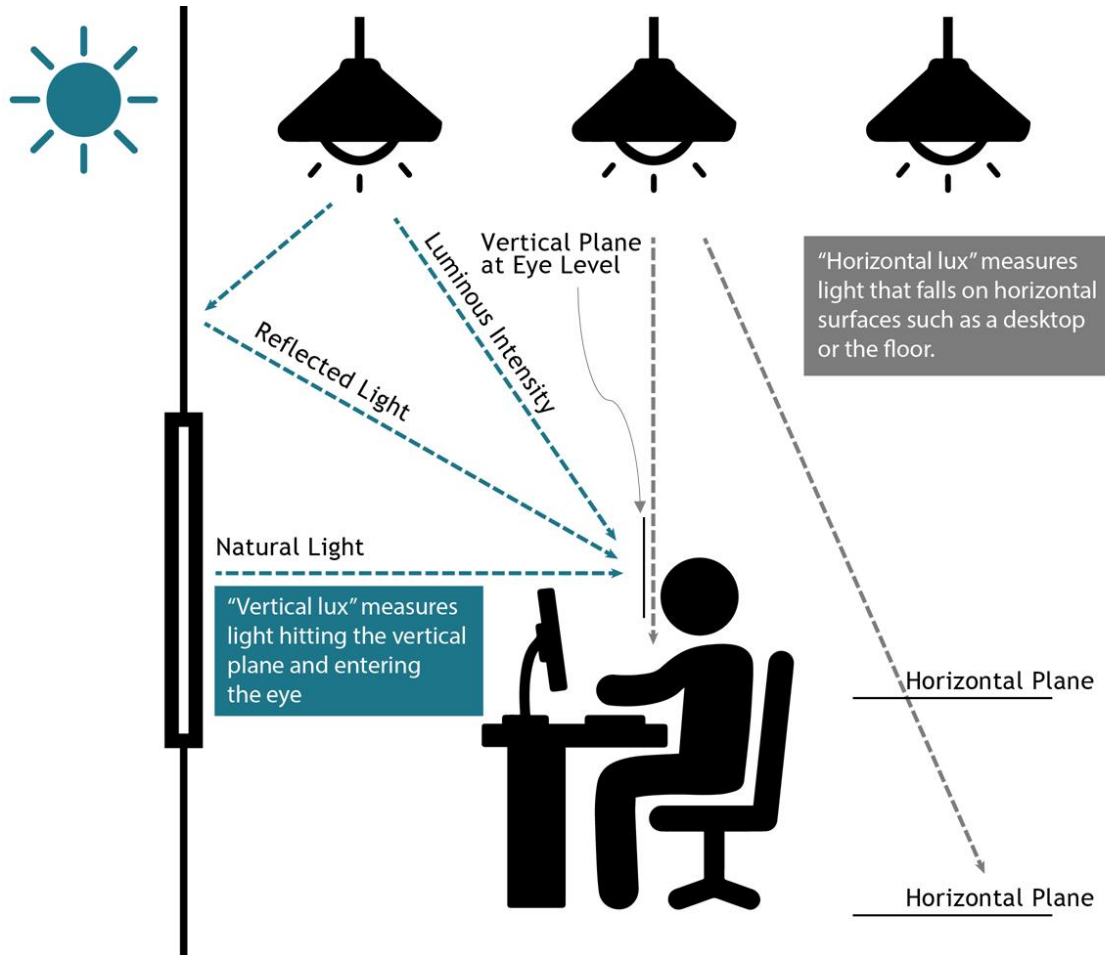 Vertical Plane
at Eye Level
“Horizontal lux” measures
light that falls on horizontal
surfaces such as a desktop
or the floor.
Luminous Intensity
Reflected Light
Natural Light
“Vertical lux” measures
light hitting the vertical
plane and entering
the eye
Horizontal Plane
Horizontal Plane